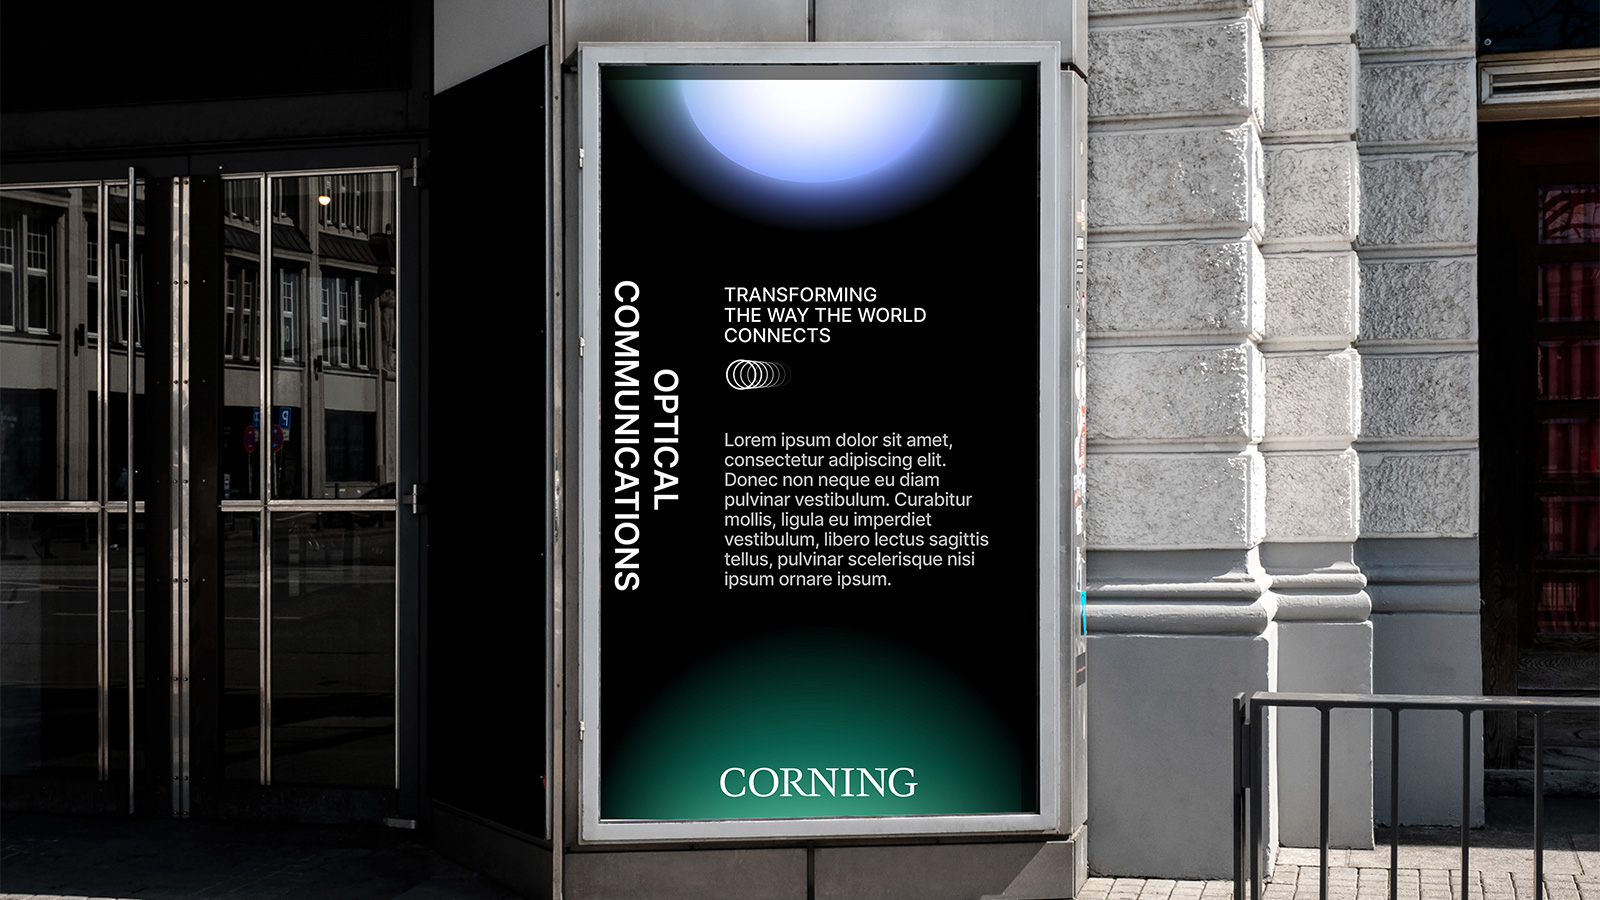 OPTICAL
COMMUNICATIONS
TRANSFORMING
THE WAY THE WORLD
CONNECTS
Lorem ipsum dolor sit amet,
consectetur adipiscing elit.
Donec non neque eu diam
pulvinar vestibulum. Curabitur
mollis, ligula eu imperdiet
vestibulum, libero lectus sagittis
tellus, pulvinar scelerisque nisi
ipsum ornare ipsum.
CORNING